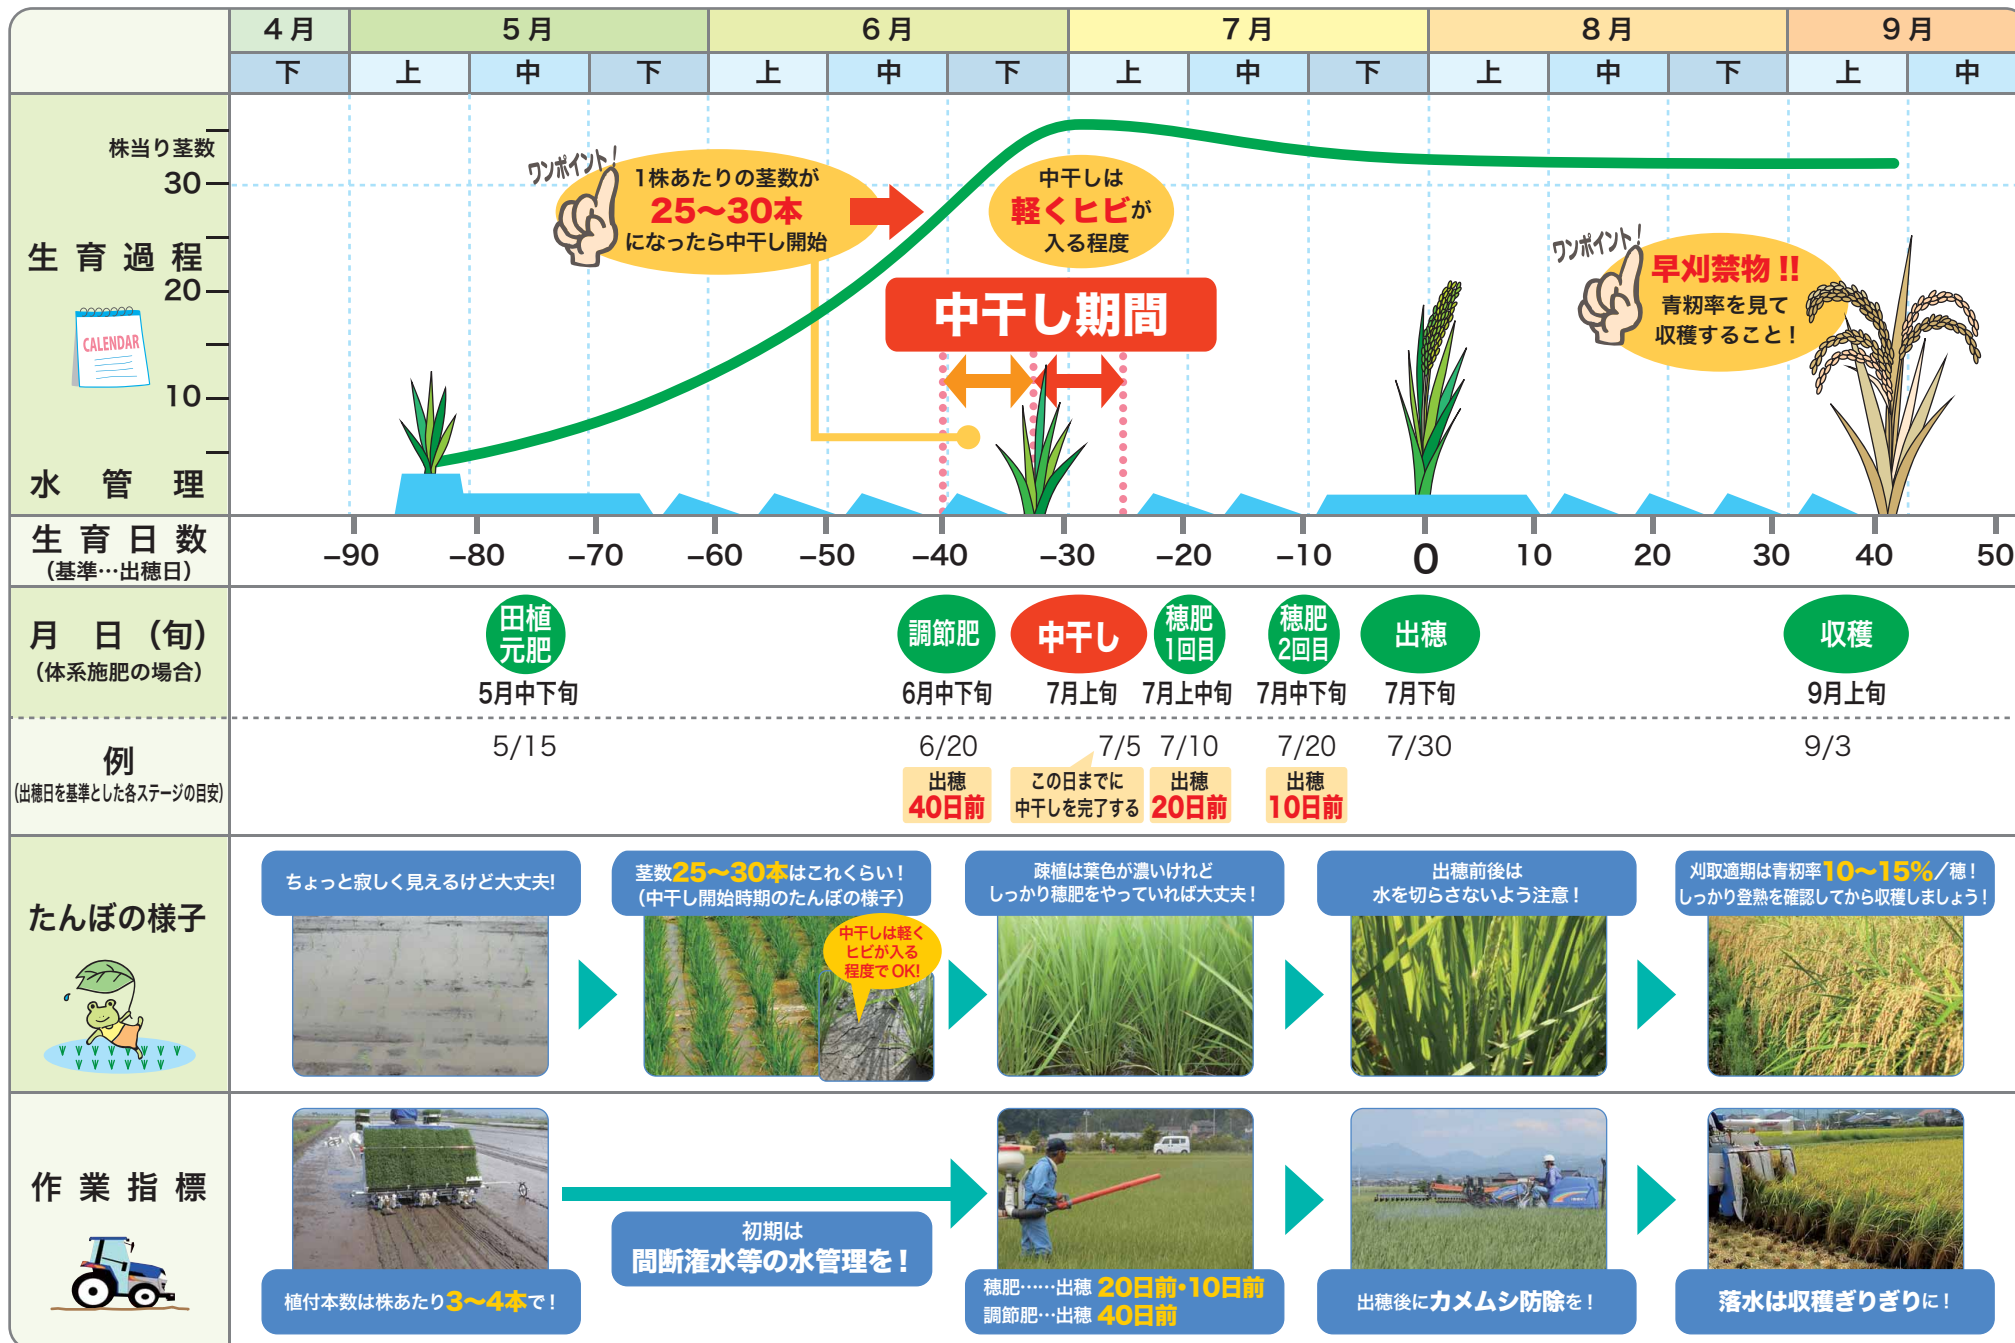 4月
5月
6月
7月
8月
9月
下
上
中
下
上
中
下
上
中
下
上
中
下
上
中
株当り茎数
30
20
10
生育過程
CALENDAR
水管理
ワンポイント！
1株あたりの茎数が
25〜30本
になったら中干し開始
中干しは
軽くヒビが
入る程度
中干し期間
ワンポイント！
早刈禁物!!
青籾率を見て
収穫すること！
生育日数
（基準…出穂日）
−90
−80
−70
−60
−50
−40
−30
−20
−10
0
10
20
30
40
50
月日（旬）
（体系施肥の場合）
田植
元肥
5月中下旬
調節肥
6月中下旬
中干し
7月上旬
穂肥
1回目
7月上中旬
穂肥
2回目
7月中下旬
出穂
7月下旬
収穫
9月上旬
例
（出穂日を基準とした各ステージの目安）
5/15
6/20
出穂
40日前
7/5
この日までに
中干しを完了する
7/10
出穂
20日前
7/20
出穂
10日前
7/30
9/3
たんぼの様子
ちょっと寂しく見えるけど大丈夫!
茎数25〜30本はこれくらい！
（中干し開始時期のたんぼの様子）
中干しは軽く
ヒビが入る
程度でOK!
疎植は葉色が濃いけれど
しっかり穂肥をやっていれば大丈夫！
出穂前後は
水を切らさないよう注意！
刈取適期は青籾率10〜15%／穂！
しっかり登熟を確認してから収穫しましょう！
作業指標
植付本数は株あたり3〜4本で！
初期は
間断潅水等の水管理を！
穂肥……出穂 20日前・10日前
調節肥…出穂 40日前
出穂後にカメムシ防除を！
落水は収穫ぎりぎりに！